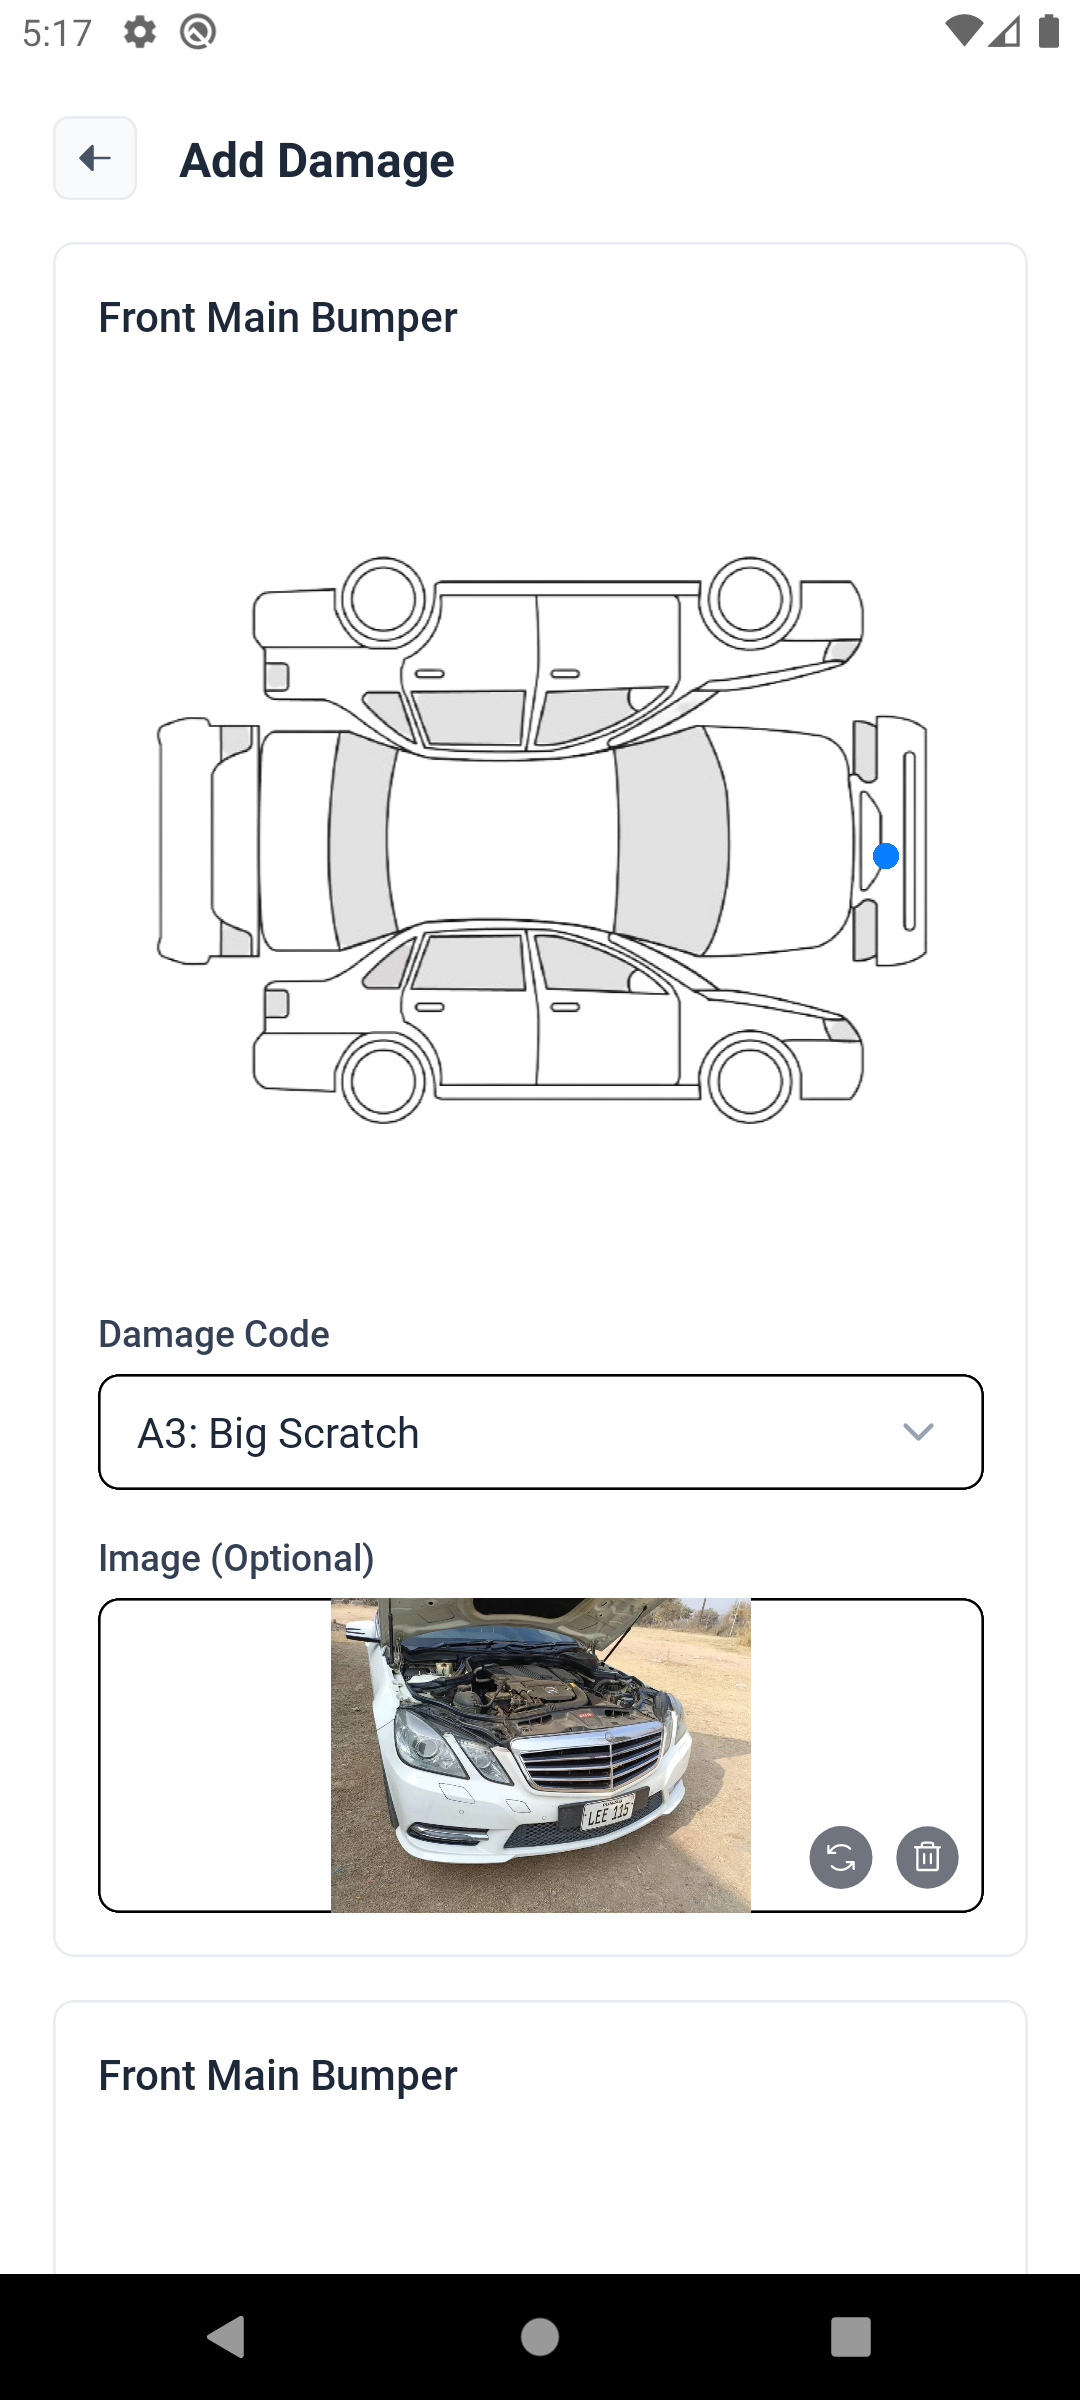 5:17
Add Damage
Front Main Bumper
Damage Code
A3: Big Scratch
Image (Optional)
LEE 115
Front Main Bumper